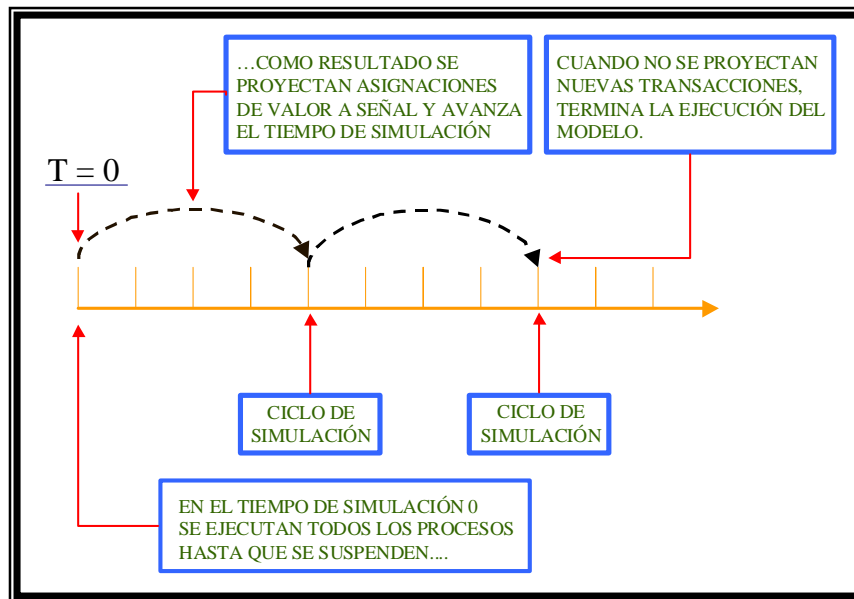 …COMO RESULTADO SE
PROYECTAN ASIGNACIONES
DE VALOR A SEÑAL Y AVANZA
EL TIEMPO DE SIMULACIÓN
CUANDO NO SE PROYECTAN
NUEVAS TRANSACCIONES,
TERMINA LA EJECUCIÓN DEL
MODELO.
T = 0
CICLO DE
SIMULACIÓN
CICLO DE
SIMULACIÓN
EN EL TIEMPO DE SIMULACIÓN 0
SE EJECUTAN TODOS LOS PROCESOS
HASTA QUE SE SUSPENDEN....